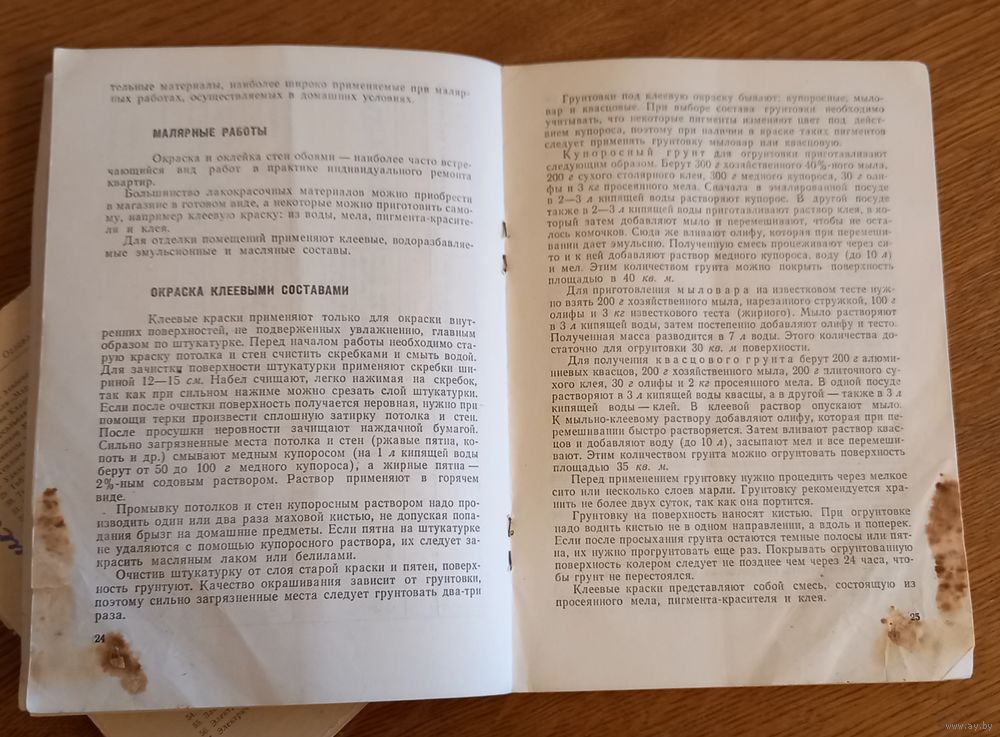 тельные материалы, наиболее широко применяемые при маляр-
ных работах, осуществляемых в домашних условиях.
МАЛЯРНЫЕ РАБОТЫ
Окраска и оклейка стен обоями — наиболее часто встре-
чающийся вид работ в практике индивидуального ремонта
квартир.
Большинство лакокрасочных материалов можно приобрести
в магазине в готовом виде, а некоторые можно приготовить само-
му, например клеевую краску: из воды, мела, пигмента-красите-
ля и клея.
Для отделки помещений применяют клеевые, водоразбавляе-
мые эмульсионные и масляные составы.
ОКРАСКА КЛЕЕВЫМИ СОСТАВАМИ
Клеевые краски применяют только для окраски внут-
ренних поверхностей, не подверженных увлажнению, главным
образом по штукатурке. Перед началом работы необходимо ста-
рую краску потолка и стен счистить скребками и смыть водой.
Для зачистки поверхности штукатурки применяют скребки ши-
риной 12—15 см. Набел счищают, легко нажимая на скребок,
так как при сильном нажиме можно срезать слой штукатурки.
Если после очистки поверхность получается неровная, нужно при
помощи терки произвести сплошную затирку потолка и стен.
После просушки неровности зачищают наждачной бумагой.
Сильно загрязненные места потолка и стен (ржавые пятна, ко-
поть и др.) смывают медным купоросом (на 1 л кипящей воды
берут от 50 до 100 г медного купороса), а жирные пятна —
2%-ным содовым раствором. Раствор применяют в горячем
виде.
Промывку потолков и стен купоросным раствором надо про-
изводить один или два раза маховой кистью, не допуская попа-
дания брызг на домашние предметы. Если пятна на штукатурке
не удаляются с помощью купоросного раствора, их следует за-
красить масляным лаком или белилами.
Очистив штукатурку от слоя старой краски и пятен, поверх-
ность грунтуют. Качество окрашивания зависит от грунтовки,
поэтому сильно загрязненные места следует грунтовать два-три
раза.
24
Грунтовки под клеевую окраску бывают: купоросные, мыло-
вар и квасцовые. При выборе состава грунтовки необходимо
учитывать, что некоторые пигменты изменяют цвет под дейст-
вием купороса, поэтому при наличии в краске таких пигментов
следует применять грунтовку мыловар или квасцовую.
Купоросный грунт для огрунтовки приготавливают
следующим образом. Берут 300 г хозяйственного 40%-ного мыла,
200 г сухого столярного клея, 300 г медного купороса, 30 г оли-
фы и 3 кг просеянного мела. Сначала в эмалированной посуде
в 2—3 л кипящей воды растворяют купорос. В другой посуде
также в 2—3 л кипящей воды приготавливают раствор клея, в ко-
торый затем добавляют мыло и перемешивают, чтобы не оста-
лось комочков. Сюда же вливают олифу, которая при переме-
шивании даст эмульсию. Полученную смесь процеживают через си-
то и к ней добавляют раствор медного купороса, воду (до 10 л)
и мел. Этим количеством грунта можно покрыть поверхность
площадью в 40 кв. м.
Для приготовления мыловара на известковом тесте нуж-
но взять 200 г хозяйственного мыла, нарезанного стружкой, 100 г
олифы и 3 кг известкового теста (жирного). Мыло растворяют
в 3 л кипящей воды, затем постепенно добавляют олифу и тесто.
Полученная масса разводится в 7 л воды. Этого количества до-
статочно для огрунтовки 30 кв. м поверхности.
Для получения квасцового грунта берут 200 г алюми-
ниевых квасцов, 200 г хозяйственного мыла, 200 г плиточного су-
хого клея, 30 г олифы и 2 кг просеянного мела. В одной посуде
растворяют в 3 л кипящей воды квасцы, а в другой — также в 3 л
кипящей воды — клей. В клеевой раствор опускают мыло.
К мыльно-клеевому раствору добавляют олифу, которая при пе-
ремешивании быстро растворяется. Затем вливают раствор квас-
цов и добавляют воду (до 10 л), засыпают мел и все перемеши-
вают. Этим количеством грунта можно огрунтовать поверхность
площадью 35 кв. м.
Перед применением грунтовку нужно процедить через мелкое
сито или несколько слоев марли. Грунтовку рекомендуется хра-
нить не более двух суток, так как она портится.
Грунтовку на поверхность наносят кистью. При огрунтовке
надо водить кистью не в одном направлении, а вдоль и поперек.
Если после просыхания грунта остаются темные полосы или пят-
на, их нужно прогрунтовать еще раз. Покрывать огрунтованную
поверхность колером следует не позднее чем через 24 часа, что-
бы грунт не перестоялся.
Клеевые краски представляют собой смесь, состоящую из
просеянного мела, пигмента-красителя и клея.
25
www.ay.by